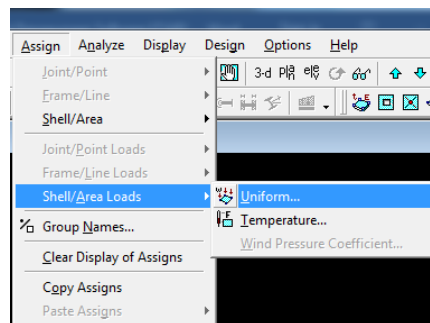 Assign Analyze Display Design Options Help
Joint/Point
3-d
Frame/Line
Shell/Area
Joint/Point Loads
Frame/Line Loads
Shell/Area Loads
Uniform...
Temperature...
Group Names...
Wind Pressure Coefficient...
Clear Display of Assigns
Copy Assigns
Paste Assigns